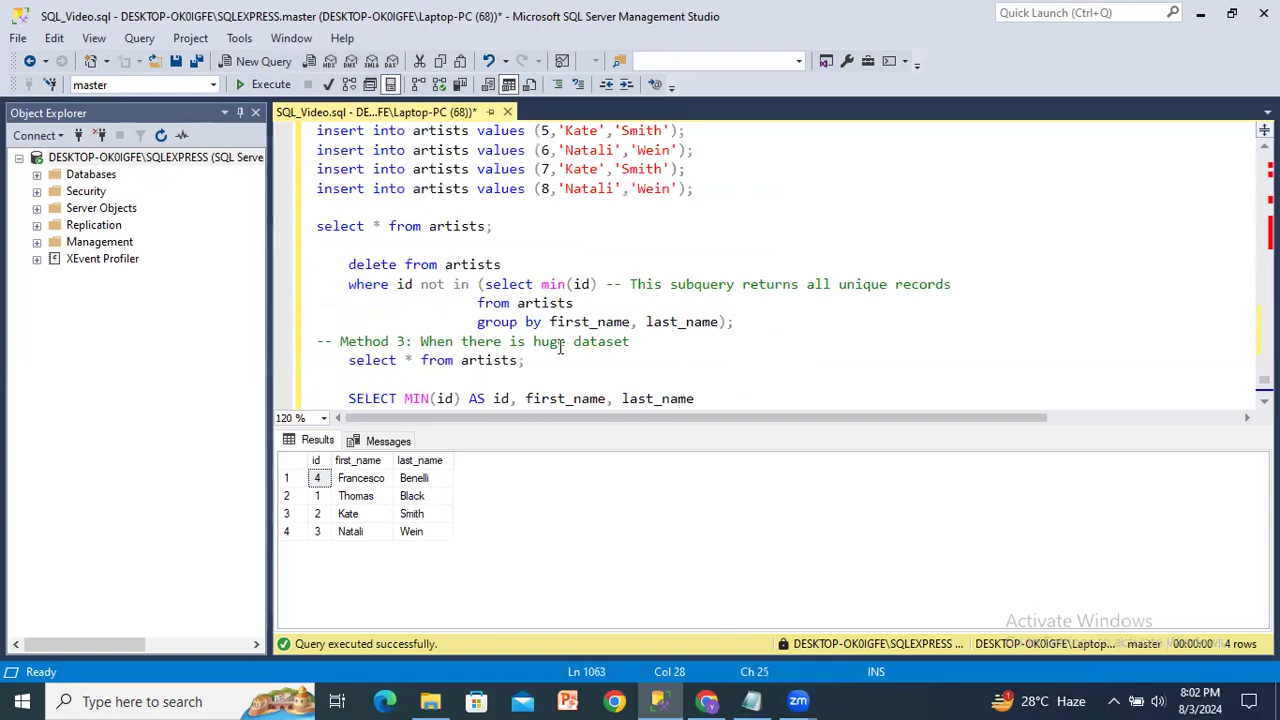 SQL_Video.sql - DESKTOP-OK0IGFE\SQLEXPRESS.master (DESKTOP-OK0IGFE\Laptop-PC (68))* - Microsoft SQL Server Management Studio
Quick Launch (Ctrl+Q)
File Edit View Query Project Tools Window Help
New Query
MDX DMX XMLA DAX
master
Execute
Object Explorer
SQL_Video.sql - DE...FE\Laptop-PC (68))*
Connect
DESKTOP-OK0IGFE\SQLEXPRESS (SQL Serve
Databases
Security
Server Objects
Replication
Management
XEvent Profiler
insert into artists values (5,'Kate','Smith');
insert into artists values (6,'Natali','Wein');
insert into artists values (7,'Kate','Smith');
insert into artists values (8,'Natali','Wein');
select * from artists;
delete from artists
where id not in (select min(id) -- This subquery returns all unique records
from artists
group by first_name, last_name);
-- Method 3: When there is huge dataset
select * from artists;
SELECT MIN(id) AS id, first_name, last_name
120 %
Results Messages
id first_name last_name
1 4 Francesco Benelli
2 1 Thomas Black
3 2 Kate Smith
4 3 Natali Wein
Activate Windows
Query executed successfully.
DESKTOP-OK0IGFE\SQLEXPRESS ... DESKTOP-OK0IGFE\Laptop... master 00:00:00 4 rows
Ready
Ln 1063 Col 28 Ch 25 INS
Type here to search
28°C Haze
8:02 PM
8/3/2024